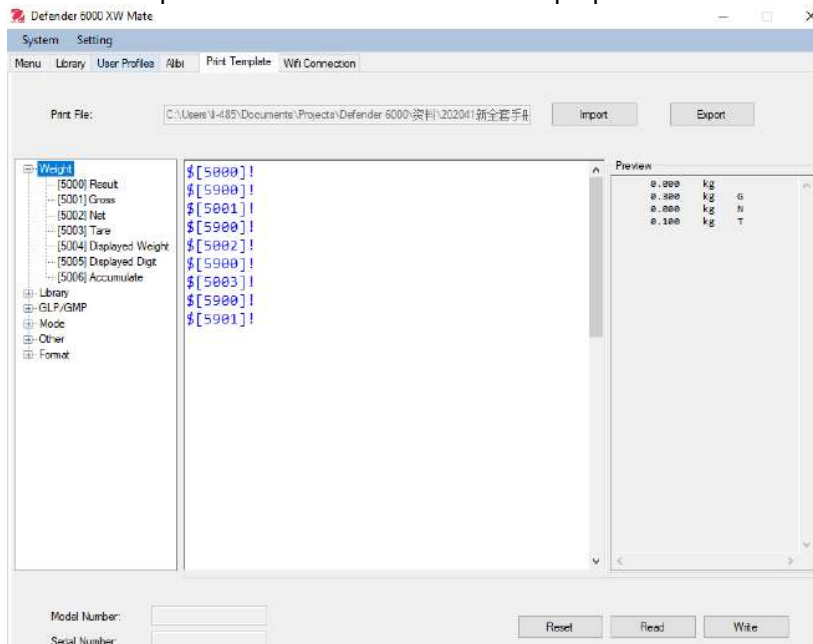 Defender 6000 XW Mate
System Setting
Menu Library User Profiles Alibi Print Template Wifi Connection
Print File:
C:\Users\I-485\Documents\Projects\Defender 6000\资料\202041新全套手册
Import
Export
Weight
[5000] Result
[5001] Gross
[5002] Net
[5003] Tare
[5004] Displayed Weight
[5005] Displayed Digit
[5006] Accumulate
Library
GLP/GMP
Mode
Other
Format
$[5000]!
$[5900]!
$[5001]!
$[5900]!
$[5002]!
$[5900]!
$[5003]!
$[5900]!
$[5901]!
Preview
0.000 kg
0.300 kg G
0.000 kg N
0.100 kg T
Model Number:
Serial Number:
Reset
Read
Write